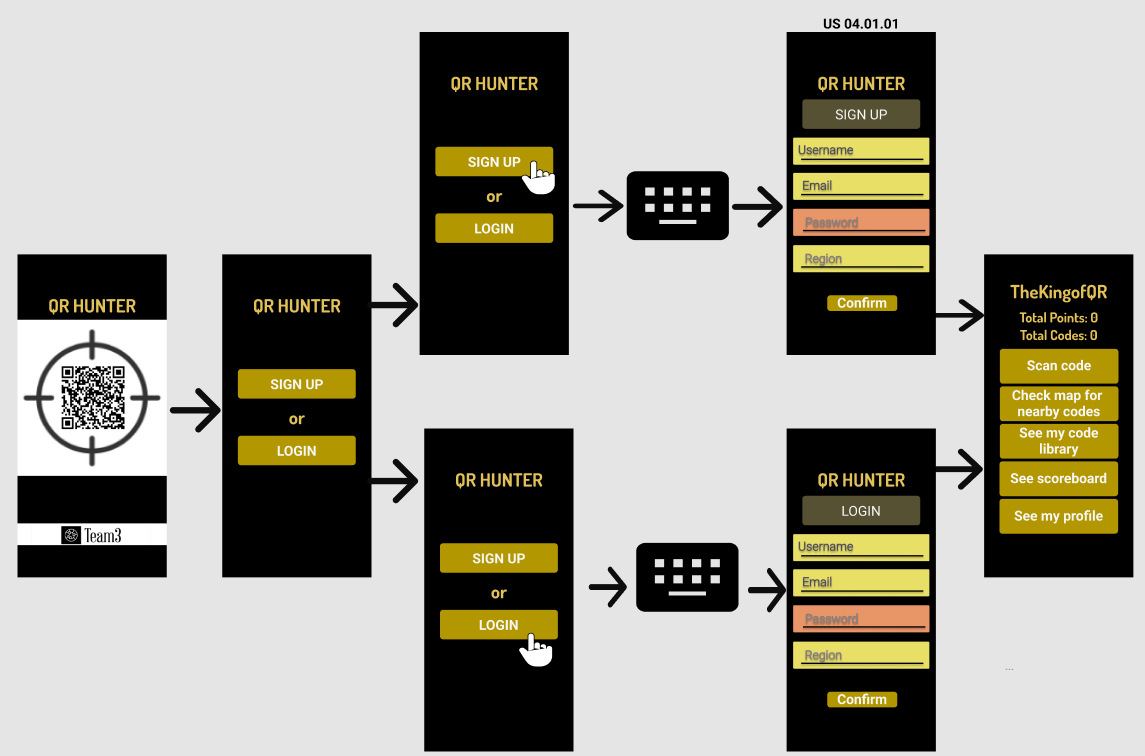 US 04.01.01
QR HUNTER
SIGN UP
or
LOGIN
QR HUNTER
SIGN UP
Username
Email
Password
Region
Confirm
QR HUNTER
Team3
QR HUNTER
SIGN UP
or
LOGIN
TheKingofQR
Total Points: 0
Total Codes: 0
Scan code
Check map for
nearby codes
See my code
library
See scoreboard
See my profile
QR HUNTER
SIGN UP
or
LOGIN
QR HUNTER
LOGIN
Username
Email
Password
Region
Confirm
...